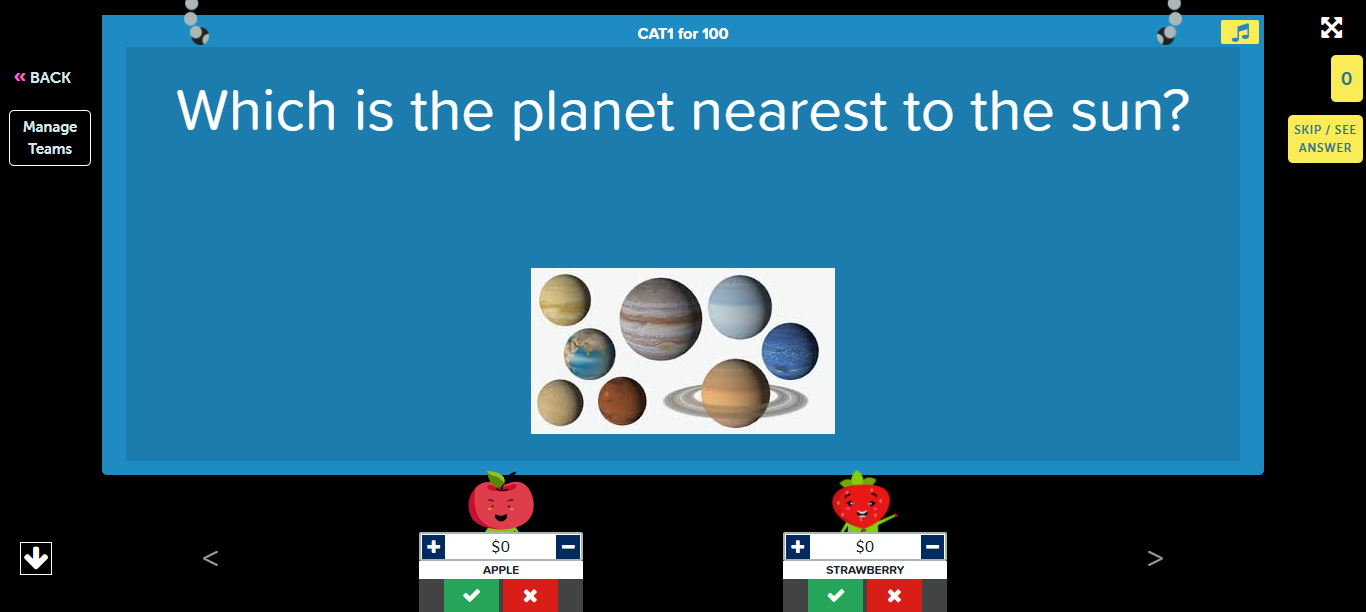 CAT1 for 100
« BACK
0
Manage
Teams
Which is the planet nearest to the sun?
SKIP / SEE
ANSWER
$0
$0
APPLE
STRAWBERRY
<
>